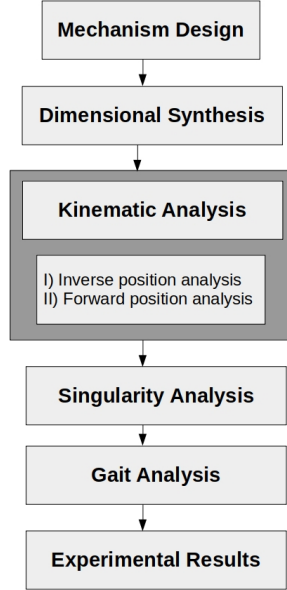 Mechanism Design
Dimensional Synthesis
Kinematic Analysis
I) Inverse position analysis
II) Forward position analysis
Singularity Analysis
Gait Analysis
Experimental Results